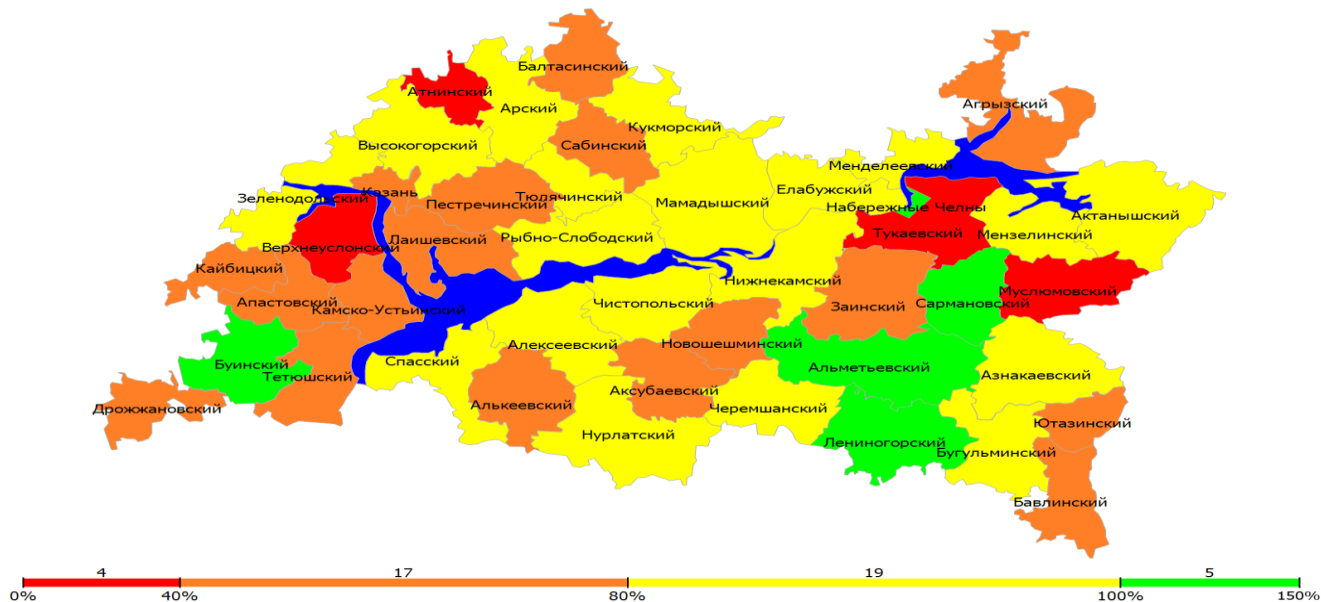 Балтасинский
Атнинский
Арский
Агрызский
Кукморский
Высокогорский
Сабинский
Менделеевский
Казань
Елабужский
Зеленодольский
Тюлячинский
Пестречинский
Мамадышский
Набережные Челны
Актанышский
Тукаевский
Мензелинский
Рыбно-Слободский
Лаишевский
Верхнеуслонский
Кайбицкий
Нижнекамский
Муслюмовский
Апастовский
Чистопольский
Сармановский
Заинский
Камско-Устьинский
Новошешминский
Алексеевский
Спасский
Буинский
Альметьевский
Тетюшский
Азнакаевский
Аксубаевский
Алькеевский
Дрожжановский
Черемшанский
Ютазинский
Нурлатский
Лениногорский
Бугульминский
Бавлинский
4 17 19 5
0% 40% 80% 100% 150%